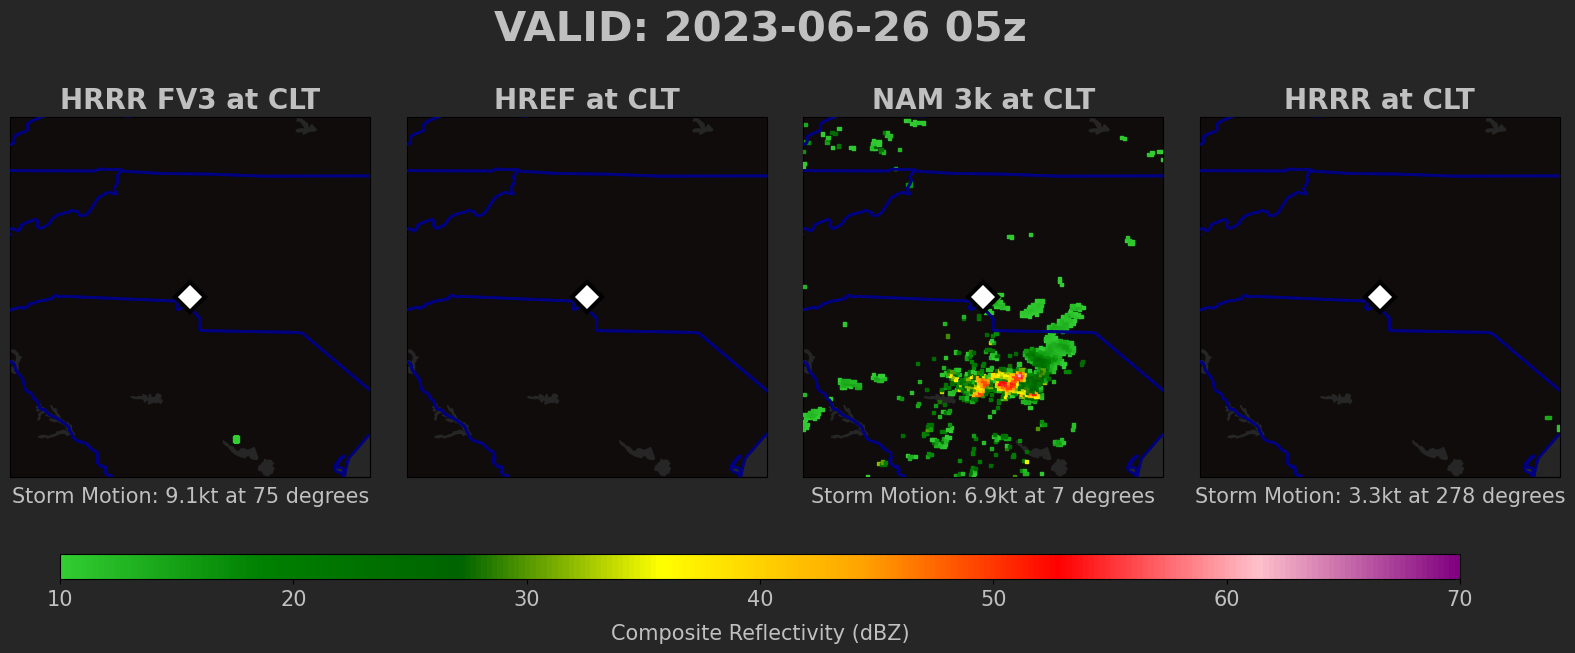 VALID: 2023-06-26 05z
HRRR FV3 at CLT
HREF at CLT
NAM 3k at CLT
HRRR at CLT
Storm Motion: 9.1kt at 75 degrees
Storm Motion: 6.9kt at 7 degrees
Storm Motion: 3.3kt at 278 degrees
10 20 30 40 50 60 70
Composite Reflectivity (dBZ)